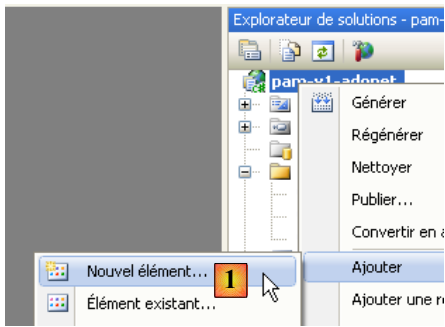 Explorateur de solutions - pam-
pam-v1-adonet
Générer
Régénérer
Nettoyer
Publier...
Convertir en a
Ajouter
Ajouter une r
Nouvel élément...
1
Élément existant...